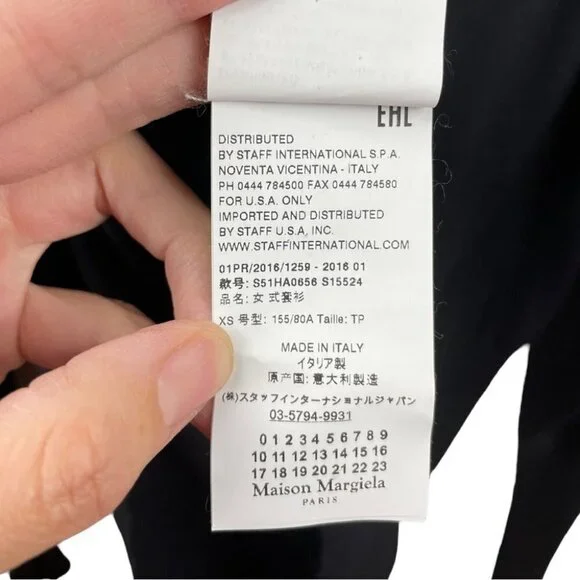 EAC
DISTRIBUTED
BY STAFF INTERNATIONAL S.P.A.
NOVENTA VICENTINA - ITALY
PH 0444 784500 FAX 0444 784580
FOR U.S.A. ONLY
IMPORTED AND DISTRIBUTED
BY STAFF U.S.A, INC.
WWW.STAFFINTERNATIONAL.COM
01PR/2016/1259 - 2016 01
款号: S51HA0656 S15524
品名: 女式套衫
XS 号型: 155/80A Taille: TP
MADE IN ITALY
イタリア製
原产国: 意大利製造
(株)スタッフインターナショナルジャパン
03-5794-9931
0 1 2 3 4 5 6 7 8 9
10 11 12 13 14 15 16
17 18 19 20 21 22 23
Maison Margiela
PARIS